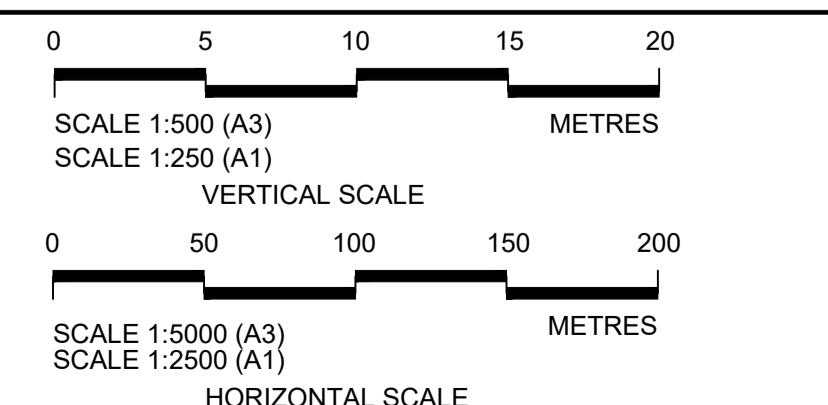 0 5 10 15 20
SCALE 1:500 (A3) METRES
SCALE 1:250 (A1)
VERTICAL SCALE
0 50 100 150 200
SCALE 1:5000 (A3) METRES
SCALE 1:2500 (A1)
HORIZONTAL SCALE